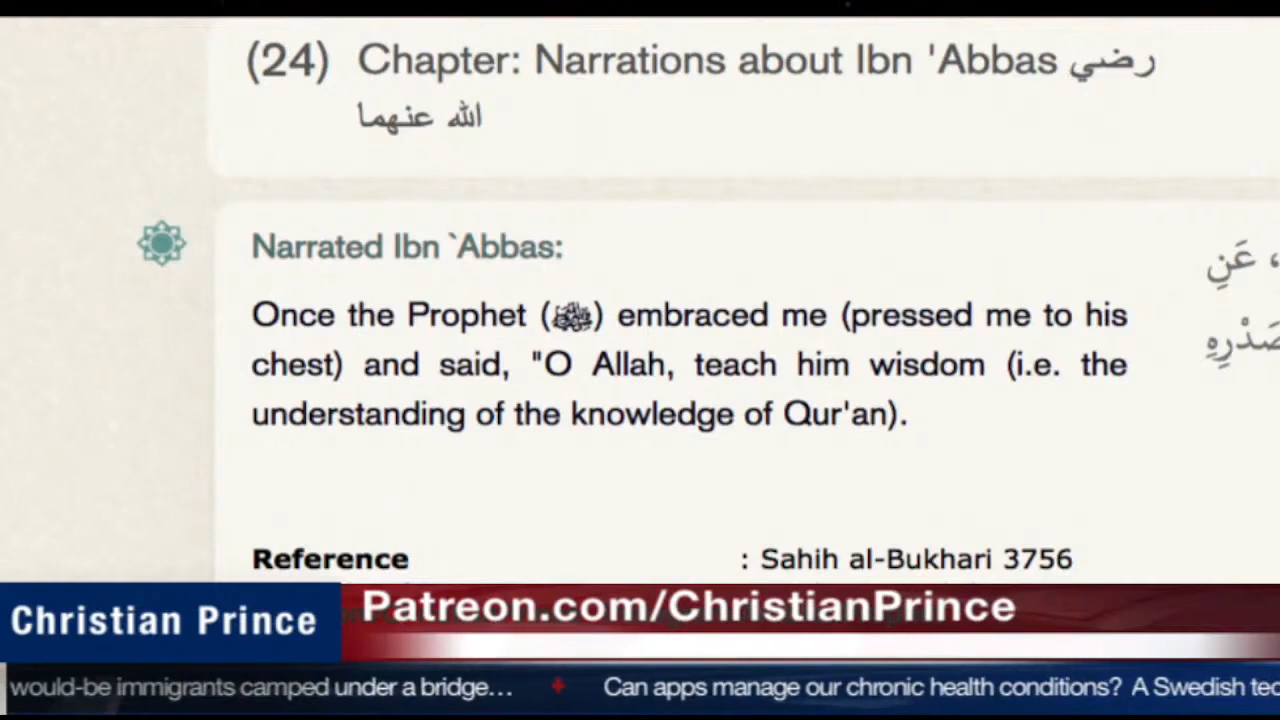 (24) Chapter: Narrations about Ibn 'Abbas رضي
الله عنهما
Narrated Ibn `Abbas:
، عَنِ
صَدْرِهِ
Once the Prophet (ﷺ) embraced me (pressed me to his
chest) and said, "O Allah, teach him wisdom (i.e. the
understanding of the knowledge of Qur'an).
Reference : Sahih al-Bukhari 3756
Christian Prince
Patreon.com/ChristianPrince
would-be immigrants camped under a bridge... Can apps manage our chronic health conditions? A Swedish tec